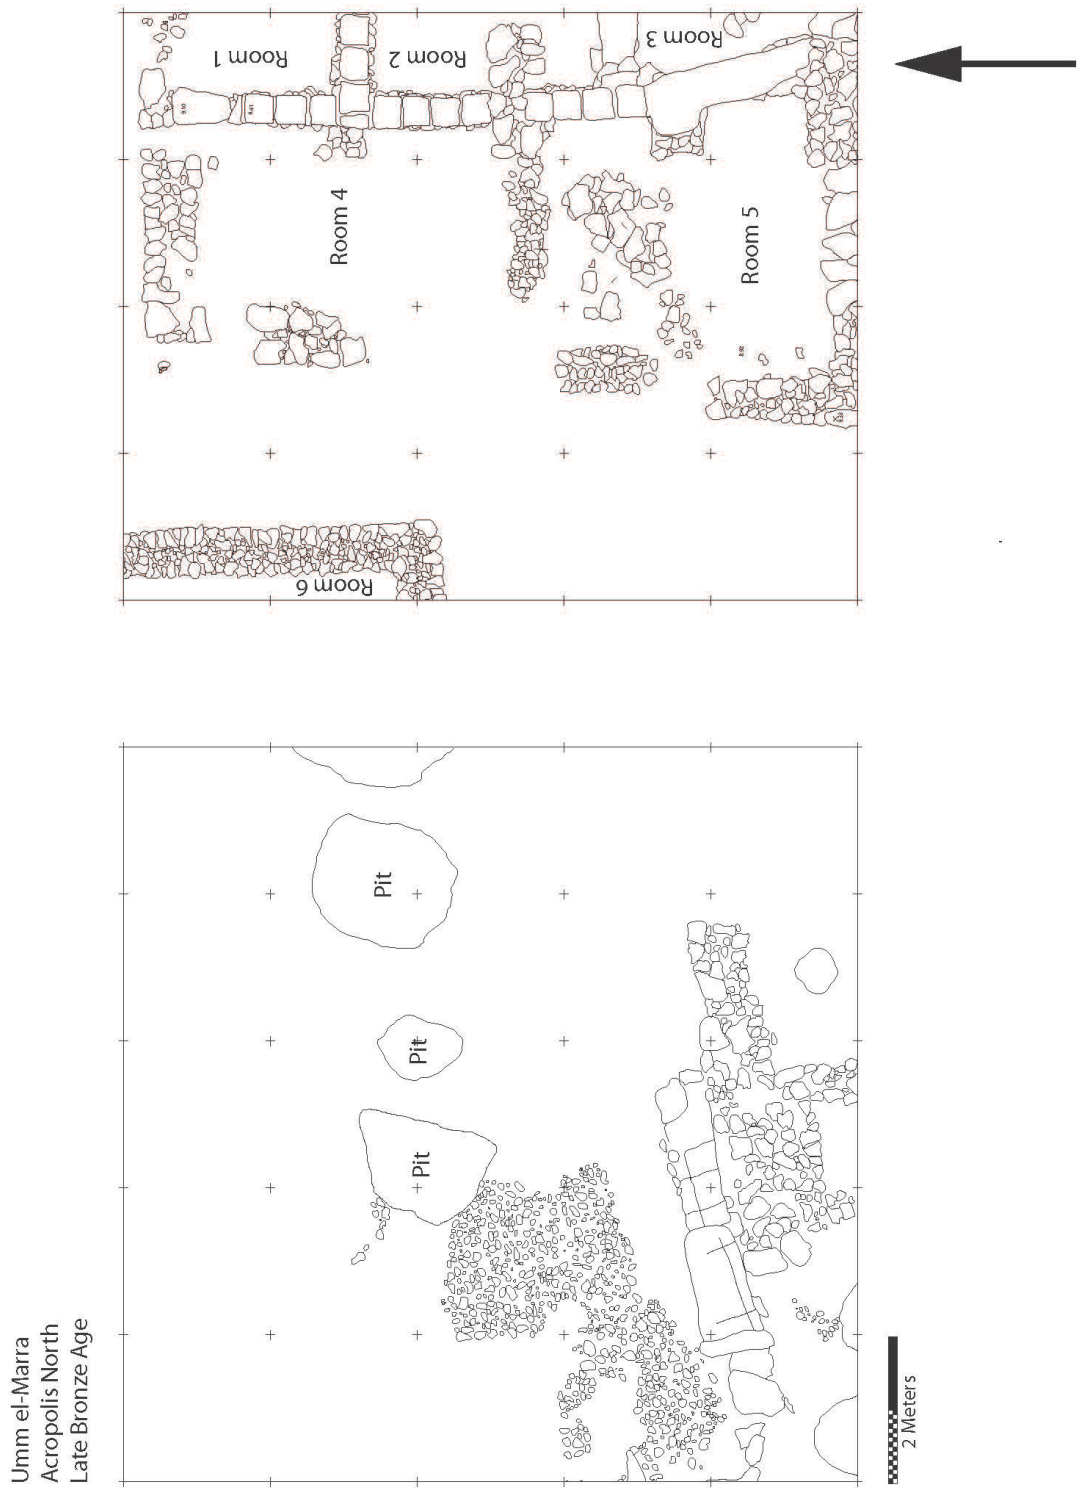 Umm el-Marra
Acropolis North
Late Bronze Age
Room 1
Room 2
Room 3
Room 4
Room 5
Room 6
Pit
Pit
Pit
2 Meters